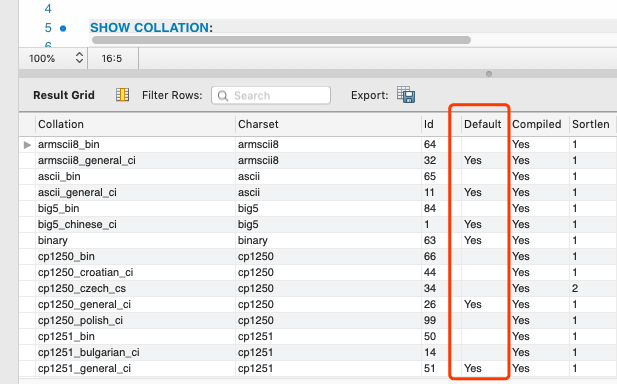 4
5 SHOW COLLATION:
6
100% 16:5
Result Grid Filter Rows: Search Export:
Collation Charset Id Default Compiled Sortlen
armscii8_bin armscii8 64 Yes 1
armscii8_general_ci armscii8 32 Yes Yes 1
ascii_bin ascii 65 Yes 1
ascii_general_ci ascii 11 Yes Yes 1
big5_bin big5 84 Yes 1
big5_chinese_ci big5 1 Yes Yes 1
binary binary 63 Yes Yes 1
cp1250_bin cp1250 66 Yes 1
cp1250_croatian_ci cp1250 44 Yes 1
cp1250_czech_cs cp1250 34 Yes 2
cp1250_general_ci cp1250 26 Yes Yes 1
cp1250_polish_ci cp1250 99 Yes 1
cp1251_bin cp1251 50 Yes 1
cp1251_bulgarian_ci cp1251 14 Yes 1
cp1251_general_ci cp1251 51 Yes Yes 1